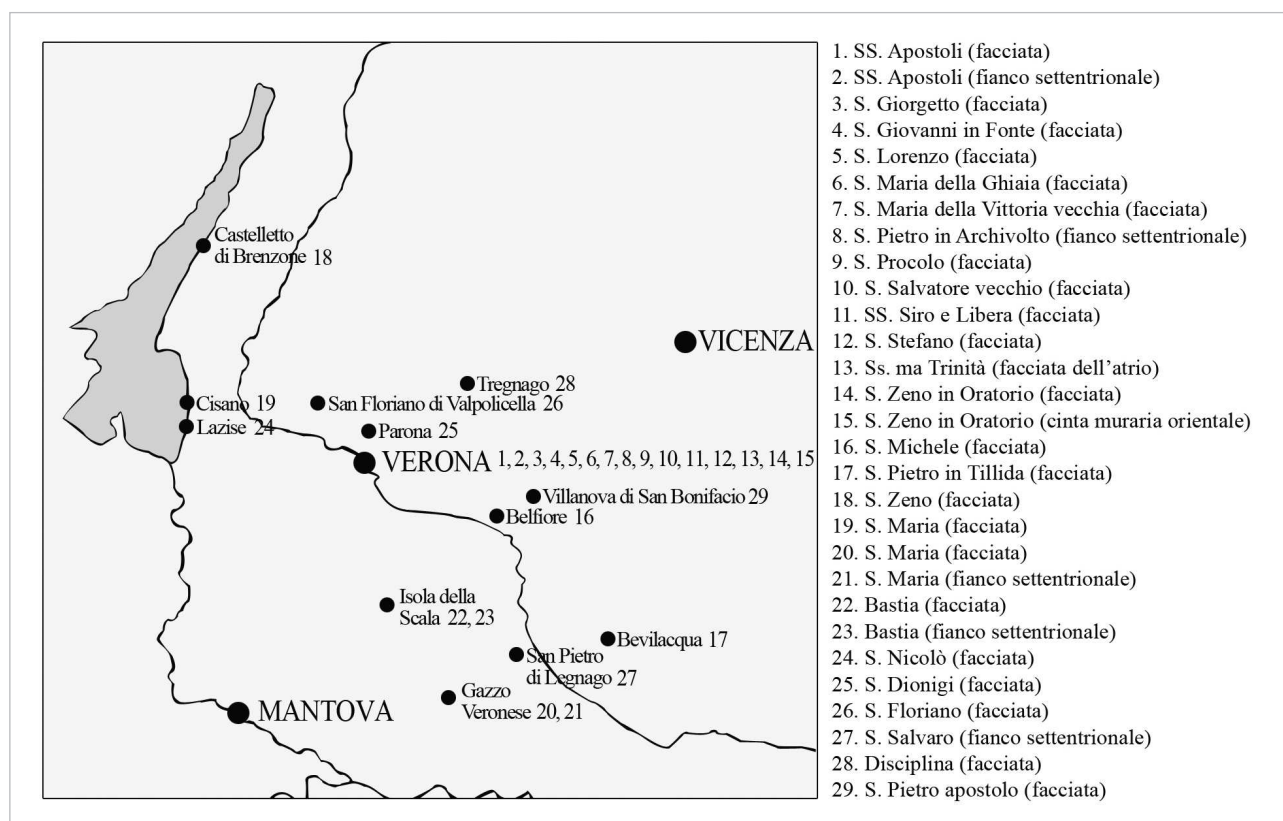 Castelletto
di Brenzone 18
VICENZA
Tregnago 28
Cisano 19
San Floriano di Valpolicella 26
Lazise 24
Parona 25
VERONA 1, 2, 3, 4, 5, 6, 7, 8, 9, 10, 11, 12, 13, 14, 15
Villanova di San Bonifacio 29
Belfiore 16
Isola della
Scala 22, 23
Bevilacqua 17
San Pietro
di Legnago 27
Gazzo
Veronese 20, 21
MANTOVA
1. SS. Apostoli (facciata)
2. SS. Apostoli (fianco settentrionale)
3. S. Giorgetto (facciata)
4. S. Giovanni in Fonte (facciata)
5. S. Lorenzo (facciata)
6. S. Maria della Ghiaia (facciata)
7. S. Maria della Vittoria vecchia (facciata)
8. S. Pietro in Archivolto (fianco settentrionale)
9. S. Procolo (facciata)
10. S. Salvatore vecchio (facciata)
11. SS. Siro e Libera (facciata)
12. S. Stefano (facciata)
13. Ss. ma Trinità (facciata dell’atrio)
14. S. Zeno in Oratorio (facciata)
15. S. Zeno in Oratorio (cinta muraria orientale)
16. S. Michele (facciata)
17. S. Pietro in Tillida (facciata)
18. S. Zeno (facciata)
19. S. Maria (facciata)
20. S. Maria (facciata)
21. S. Maria (fianco settentrionale)
22. Bastia (facciata)
23. Bastia (fianco settentrionale)
24. S. Nicolò (facciata)
25. S. Dionigi (facciata)
26. S. Floriano (facciata)
27. S. Salvaro (fianco settentrionale)
28. Disciplina (facciata)
29. S. Pietro apostolo (facciata)